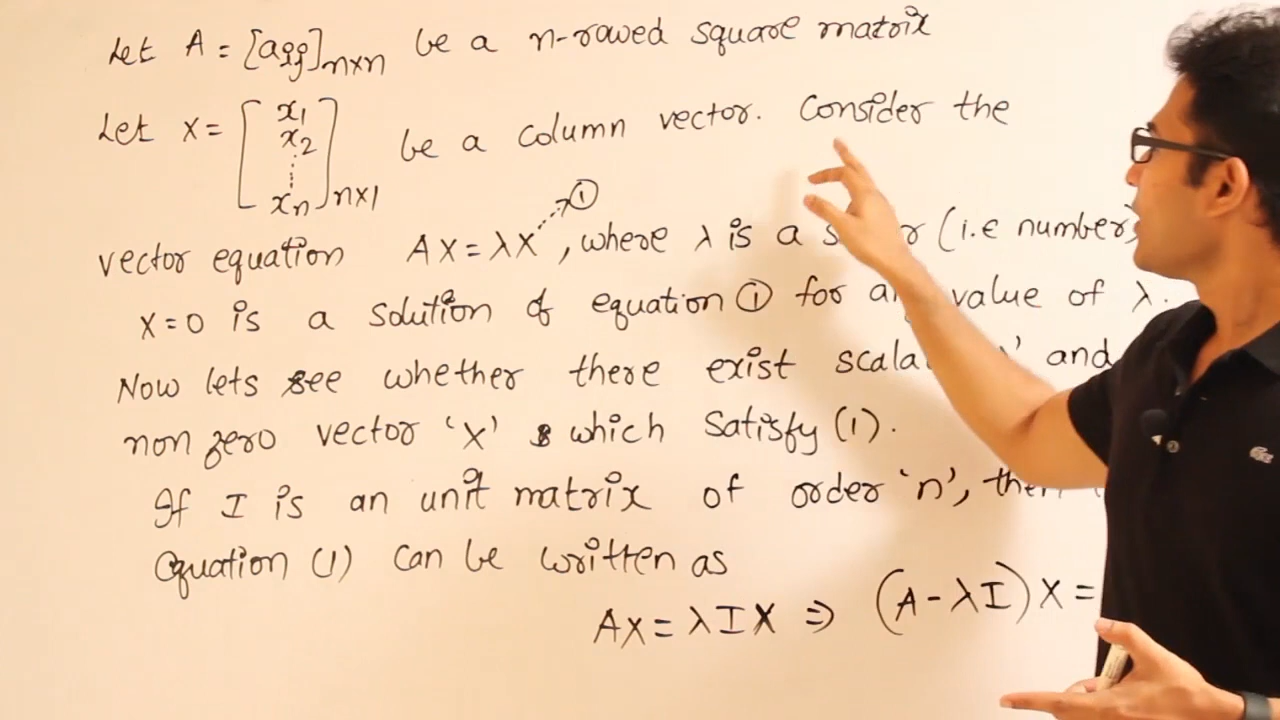 Let A = [aij]n×n be a n-rowed square matrix
Let X = [x1 x2 ⋮ xn]n×1 be a column vector. Consider the
vector equation AX = λX ⇢ ①, where λ is a (i.e number)
X=0 is a solution of equation ① for value of λ.
Now lets see whether there exist and
non zero vector 'X' which satisfy (1).
If I is an unit matrix of order 'n',
equation (1) can be written as
AX = λIX ⇒ (A-λI)X =